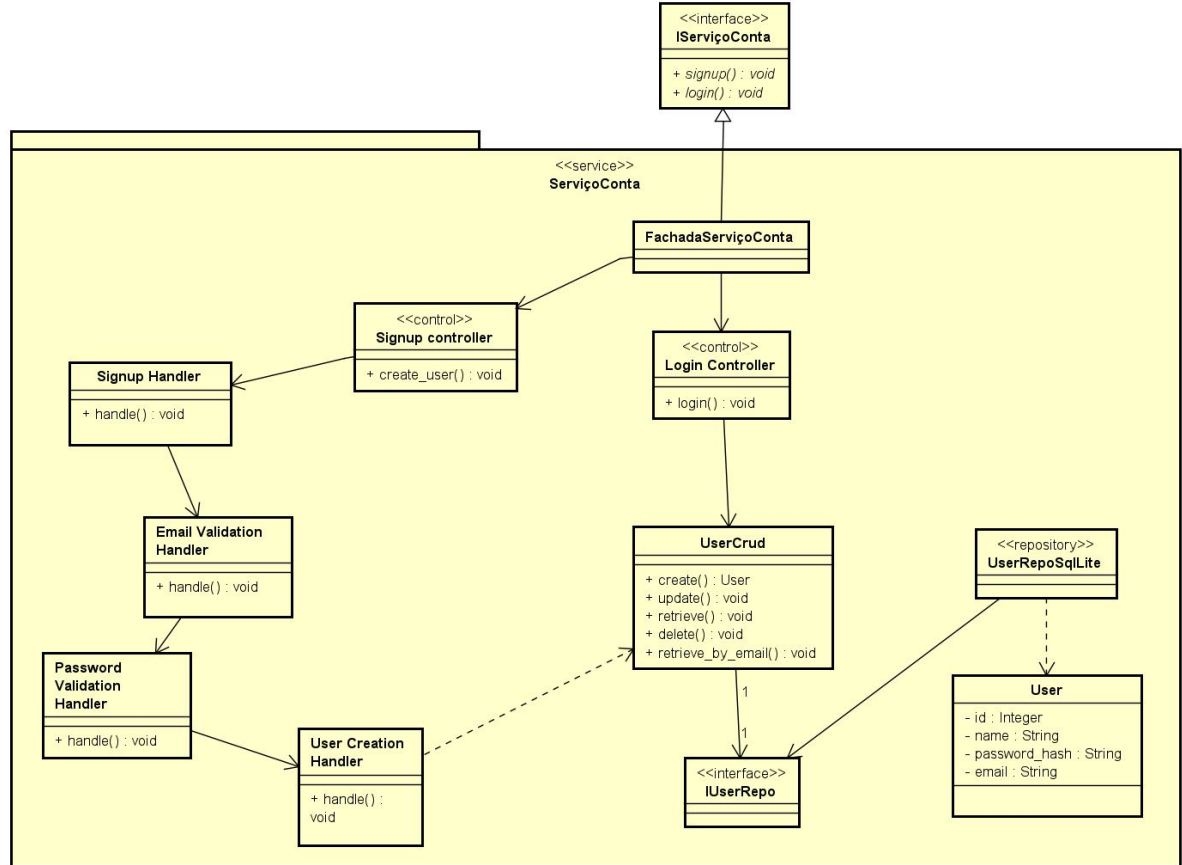 <<interface>>
IServiçoConta
+ signup() : void
+ login() : void
<<service>>
ServiçoConta
FachadaServiçoConta
<<control>>
Signup controller
+ create_user() : void
<<control>>
Login Controller
+ login() : void
Signup Handler
+ handle() : void
Email Validation
Handler
+ handle() : void
UserCrud
+ create() : User
+ update() : void
+ retrieve() : void
+ delete() : void
+ retrieve_by_email() : void
<<repository>>
UserRepoSqlLite
Password
Validation
Handler
+ handle() : void
User
- id : Integer
- name : String
- password_hash : String
- email : String
1
1
User Creation
Handler
+ handle() :
void
<<interface>>
IUserRepo